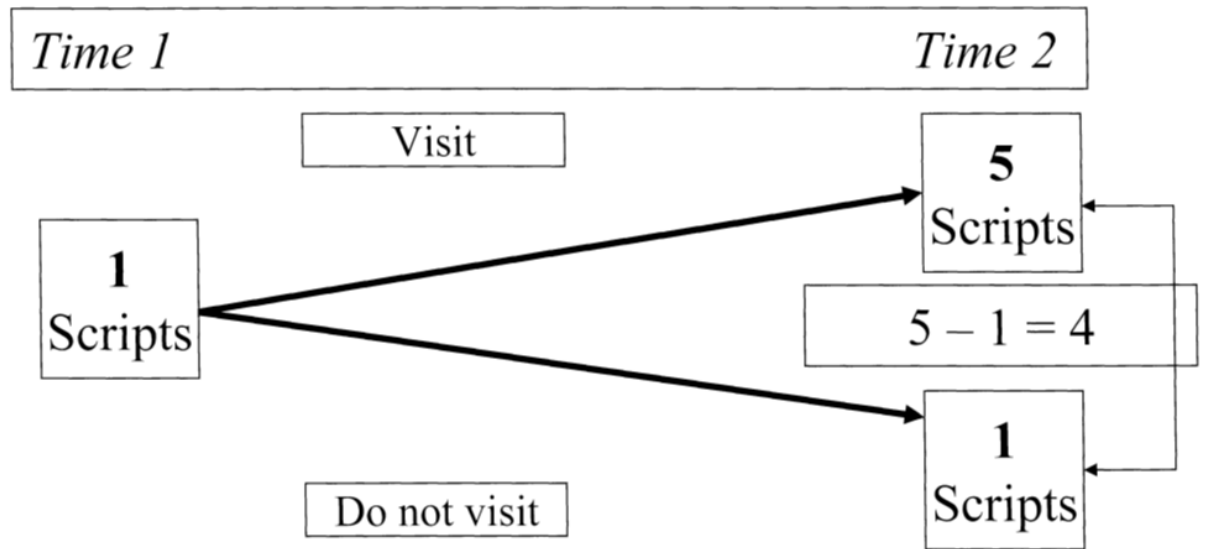 Time 1
Time 2
Visit
5
Scripts
1
Scripts
5 – 1 = 4
1
Scripts
Do not visit